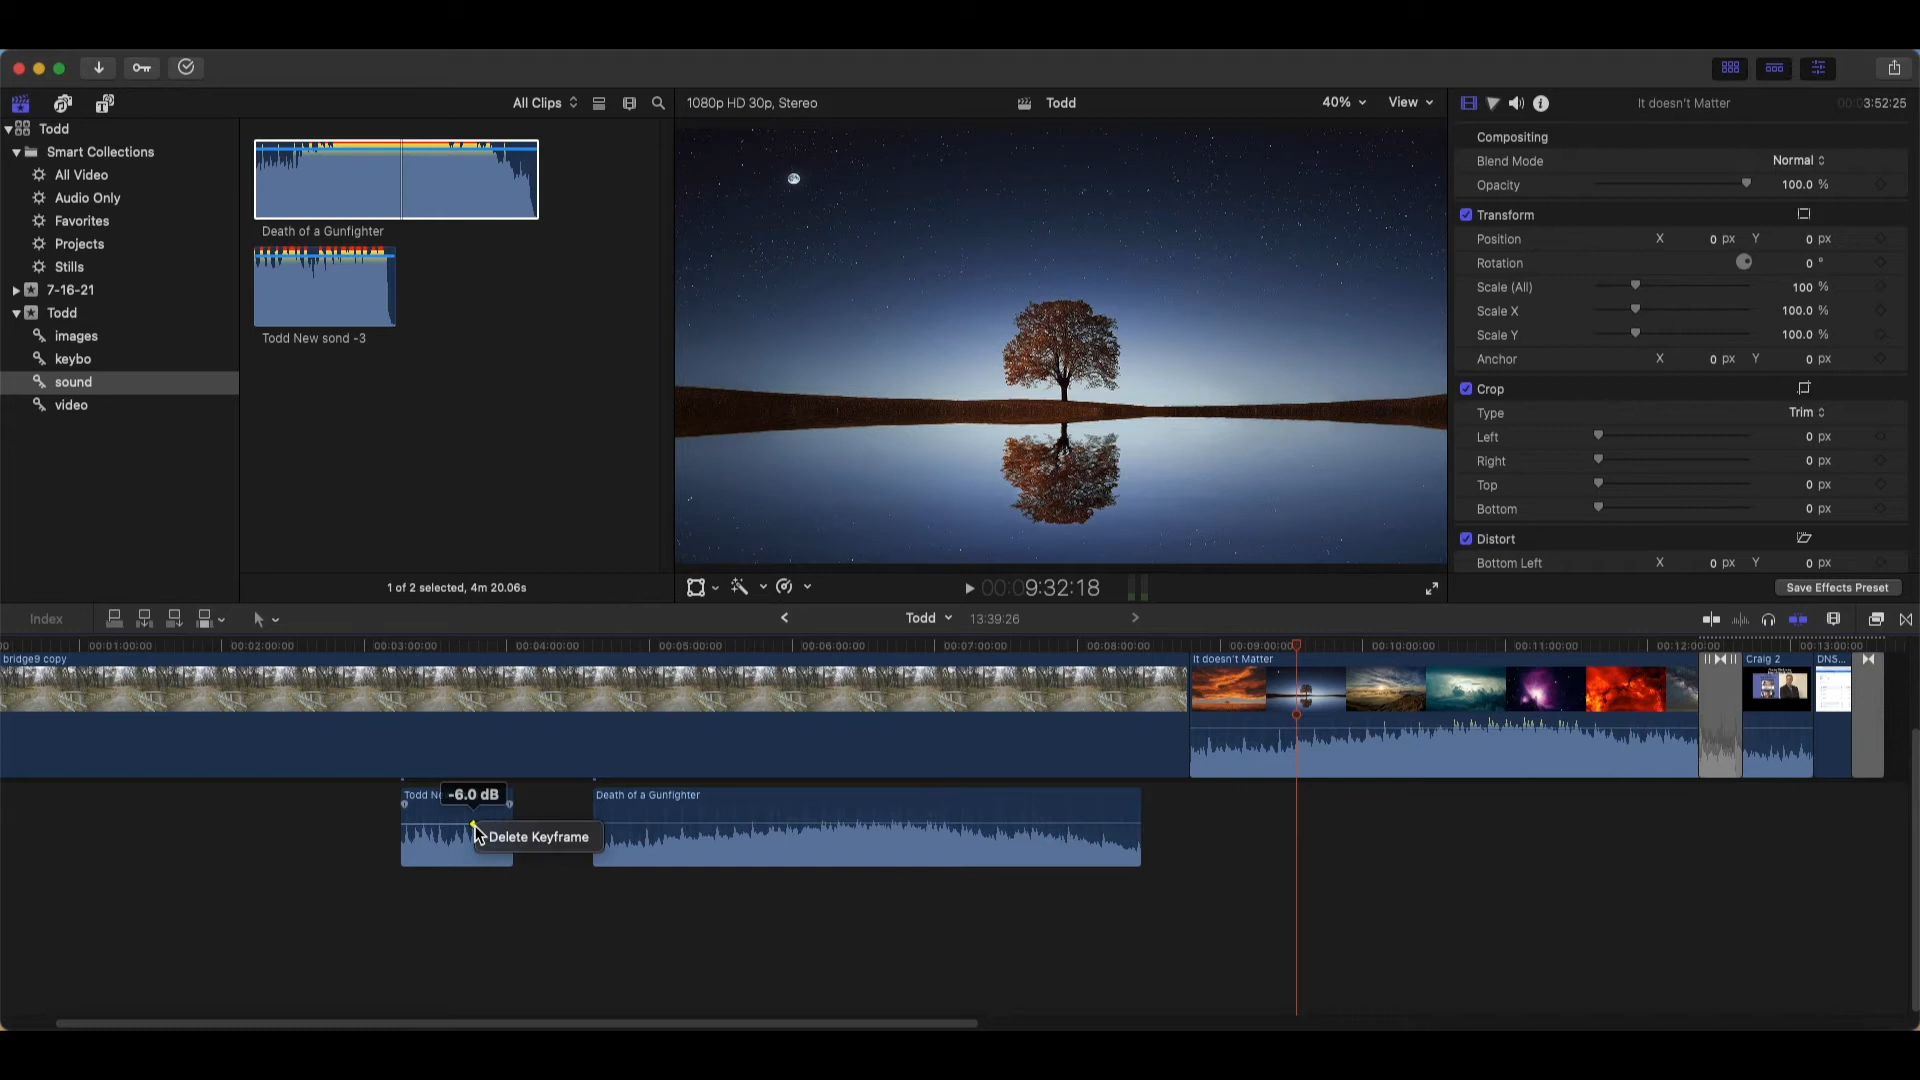 All Clips
1080p HD 30p, Stereo
Todd
40%
View
It doesn't Matter
00:03:52:25
Todd
Smart Collections
All Video
Audio Only
Favorites
Projects
Stills
7-16-21
Todd
images
keybo
sound
video
Death of a Gunfighter
Todd New sond -3
1 of 2 selected, 4m 20.06s
00:09:32:18
Compositing
Blend Mode Normal
Opacity 100.0 %
Transform
Position X 0 px Y 0 px
Rotation 0 °
Scale (All) 100 %
Scale X 100.0 %
Scale Y 100.0 %
Anchor X 0 px Y 0 px
Crop
Type Trim
Left 0 px
Right 0 px
Top 0 px
Bottom 0 px
Distort
Bottom Left X 0 px Y 0 px
Save Effects Preset
Index
Todd 13:39:26
00:01:00:00 00:02:00:00 00:03:00:00 00:04:00:00 00:05:00:00 00:06:00:00 00:07:00:00 00:08:00:00 00:09:00:00 00:10:00:00 00:11:00:00 00:12:00:00 00:13:00:00
bridge9 copy
It doesn't Matter
Craig 2
DNS...
Todd Ne
-6.0 dB
Death of a Gunfighter
Delete Keyframe